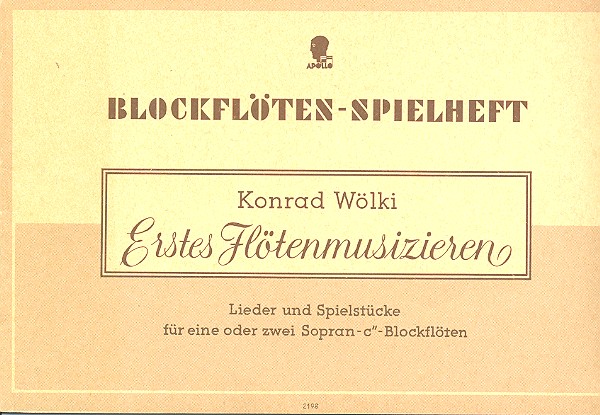 APOLLO
BLOCKFLÖTEN-SPIELHEFT
Konrad Wölki
Erstes Flötenmusizieren
Lieder und Spielstücke
für eine oder zwei Sopran-c"-Blockflöten
2198